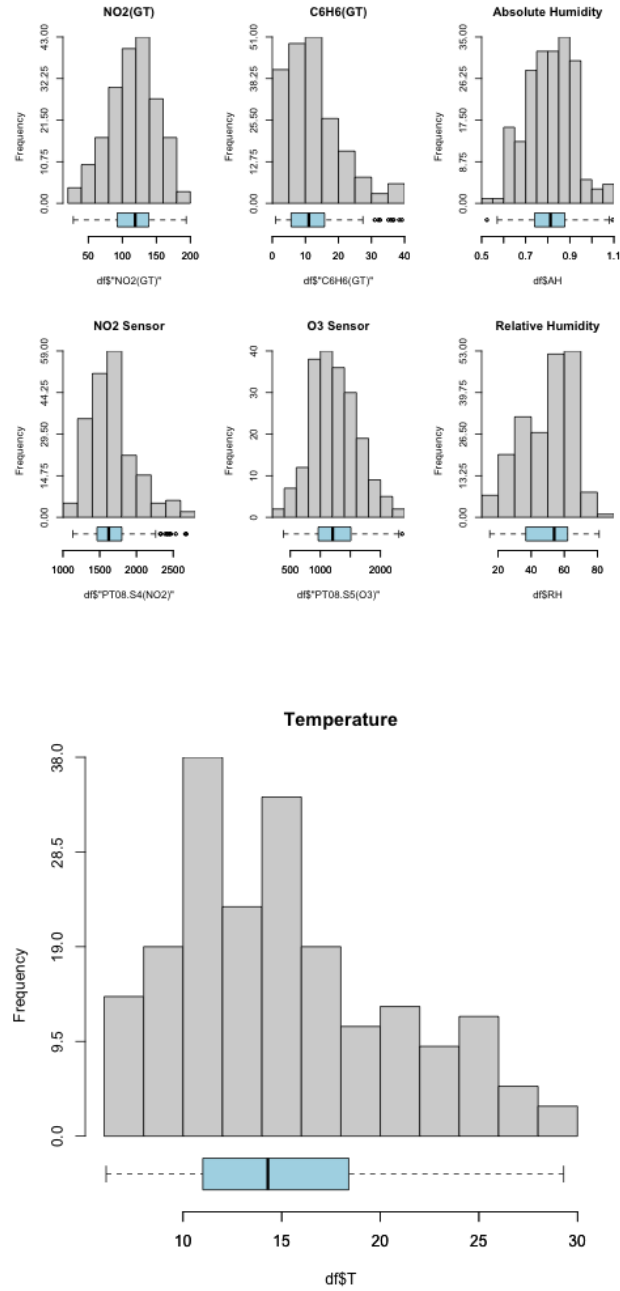 NO2(GT)
Frequency
0.00 10.75 21.50 32.25 43.00
50 100 150 200
df$"NO2(GT)"
C6H6(GT)
Frequency
0.00 12.75 25.50 38.25 51.00
0 10 20 30 40
df$"C6H6(GT)"
Absolute Humidity
Frequency
0.00 8.75 17.50 26.25 35.00
0.5 0.7 0.9 1.1
df$AH
NO2 Sensor
Frequency
0.00 14.75 29.50 44.25 59.00
1000 1500 2000 2500
df$"PT08.S4(NO2)"
O3 Sensor
Frequency
0 10 20 30 40
500 1000 2000
df$"PT08.S5(O3)"
Relative Humidity
Frequency
0.00 13.25 26.50 39.75 53.00
20 40 60 80
df$RH
Temperature
Frequency
0.0 9.5 19.0 28.5 38.0
10 15 20 25 30
df$T